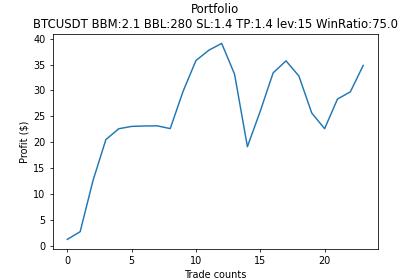 Portfolio
BTCUSDT BBM:2.1 BBL:280 SL:1.4 TP:1.4 lev:15 WinRatio:75.0
40
35
30
25
20
15
10
5
0
Profit ($)
0 5 10 15 20
Trade counts